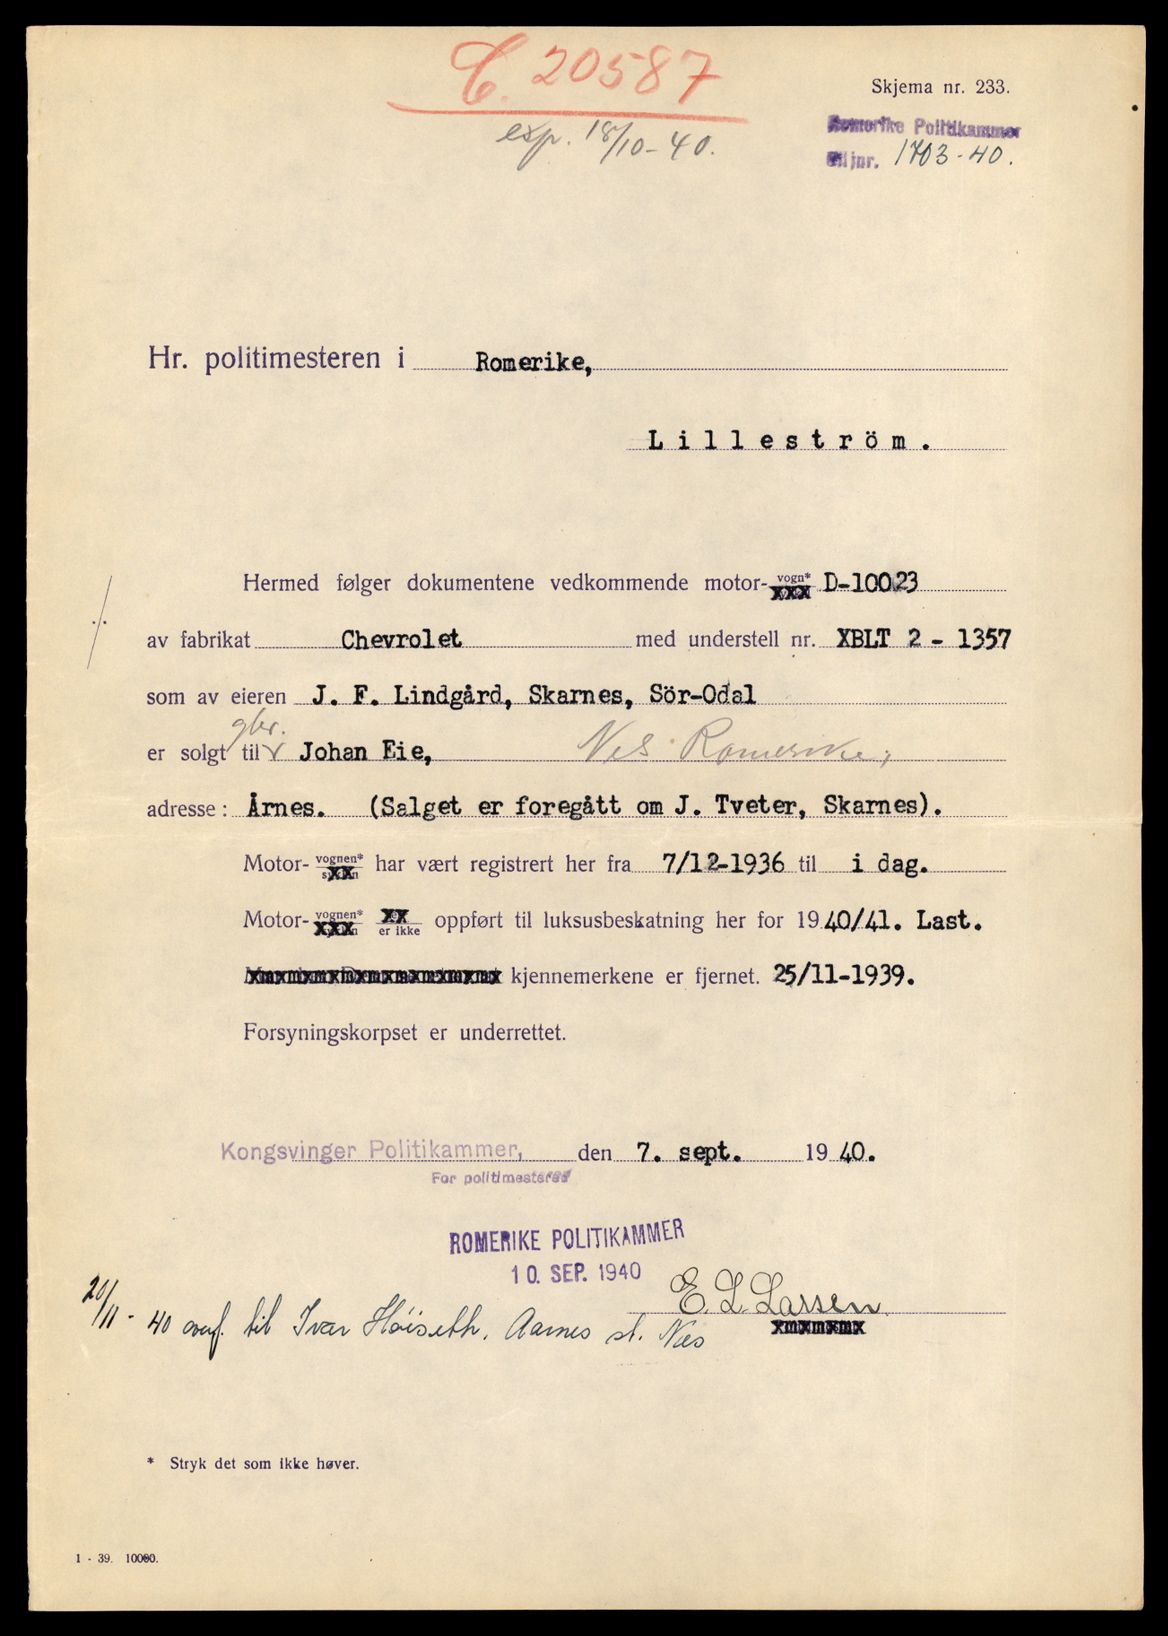 C. 20587
Skjema nr. 233.
exp. 18/10-40.
Romerike Politikammer
jnr. 1703-40.
Hr. politimesteren i Romerike,
Lilleström.
Hermed følger dokumentene vedkommende motor- vogn* D-10023
av fabrikat Chevrolet med understell nr. XBLT 2 - 1357
som av eieren J. F. Lindgård, Skarnes, Sör-Odal
gbr.
er solgt til Johan Eie, Nes Romerike,
adresse: Årnes. (Salget er foregått om J. Tveter, Skarnes).
Motor- vognen* har vært registrert her fra 7/12-1936 til i dag.
Motor- vognen* er ikke oppført til luksusbeskatning her for 1940/41. Last.
kjennemerkene er fjernet. 25/11-1939.
Forsyningskorpset er underrettet.
Kongsvinger Politikammer, den 7. sept. 1940.
For politimesteren
ROMERIKE POLITIKAMMER
10. SEP. 1940
E. L. Larsen
20/11-40 overf. til Ivar Høiseth, Aarnes st. Nes
* Stryk det som ikke høver.
1 - 39. 10000.